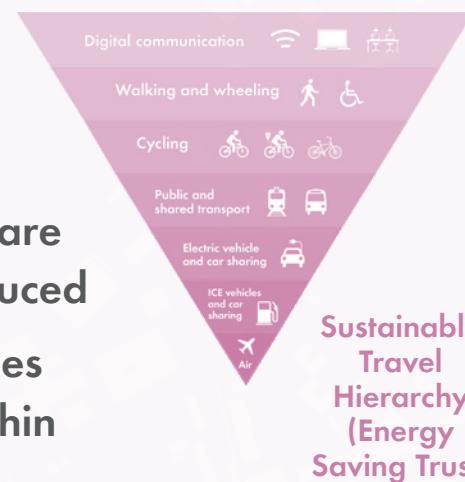 Digital communication
Walking and wheeling
Cycling
Public and
shared transport
Electric vehicle
and car sharing
ICE vehicles
and car
sharing
Air
are
uced
es
hin
Sustainabl
Travel
Hierarchy
(Energy
Saving Trus